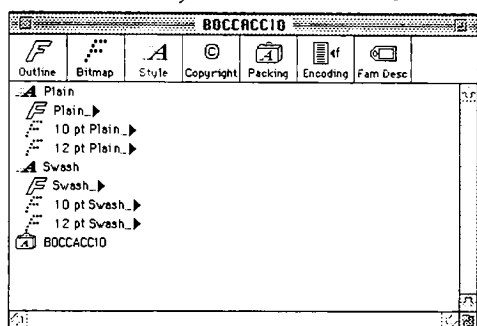 BOCCACCIO
Outline Bitmap Style Copyright Packing Encoding Fam Desc
Plain
Plain_
10 pt Plain_
12 pt Plain_
Swash
Swash_
10 pt Swash_
12 pt Swash_
BOCCACCIO